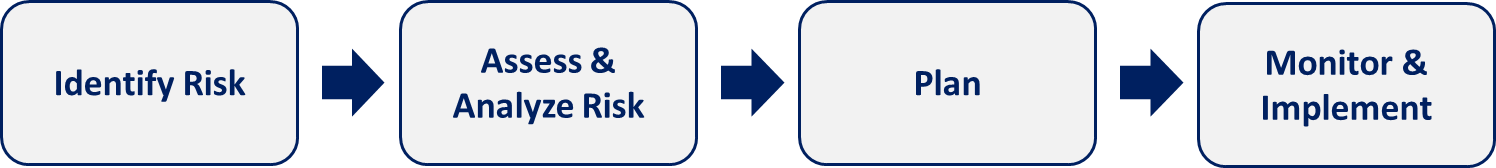 Identify Risk
Assess &
Analyze Risk
Plan
Monitor &
Implement